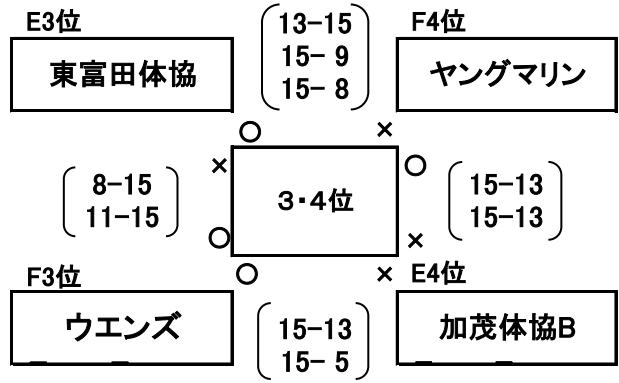 E3位
13-15
15- 9
15- 8
F4位
東富田体協
ヤングマリン
○
×
×
○
8-15
11-15
3・4位
15-13
15-13
○
×
○
×
F3位
E4位
ウエンズ
15-13
15- 5
加茂体協B